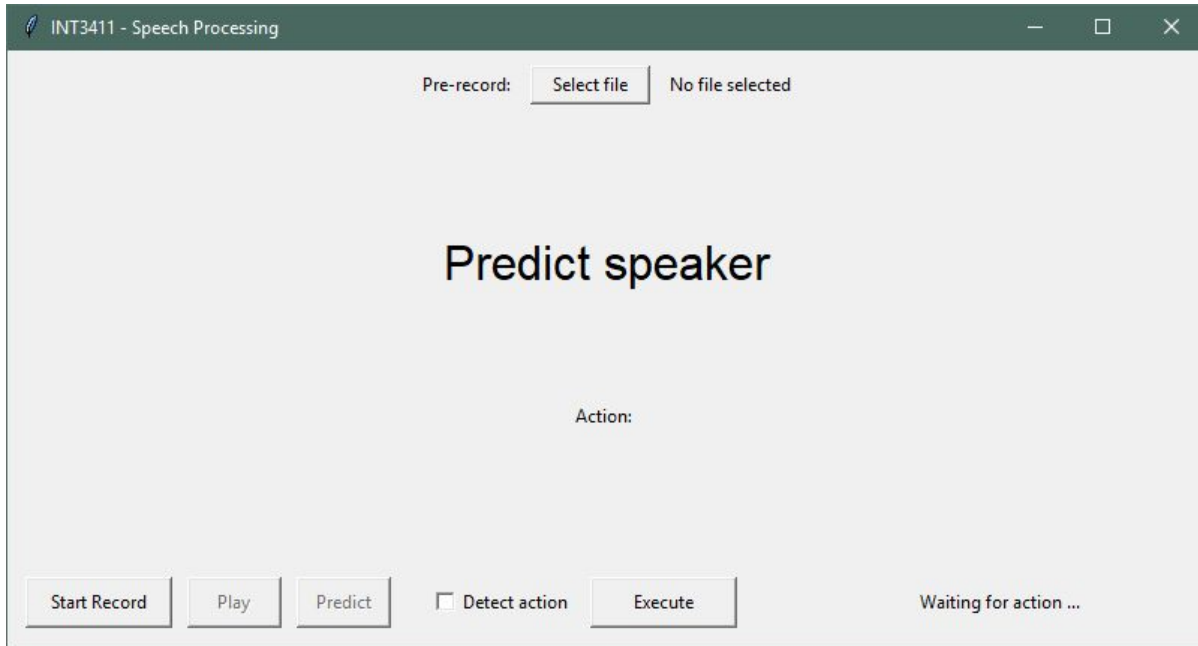 INT3411 - Speech Processing
Pre-record: Select file No file selected
Predict speaker
Action:
Start Record Play Predict Detect action Execute Waiting for action ...